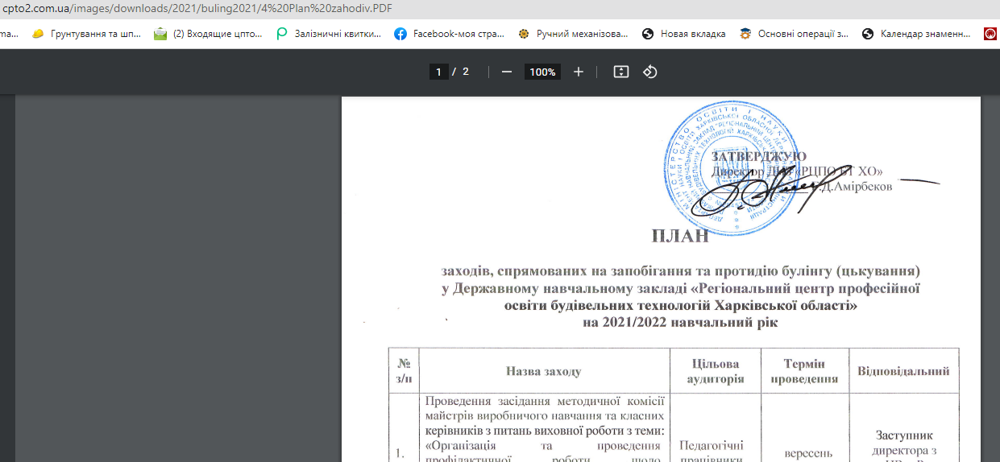 cpto2.com.ua/images/downloads/2021/buling2021/4%20Plan%20zahodiv.PDF
ma... Грунтування та шп... (2) Входящие цпто... Залізничні квитки... Facebook-моя стра... Ручний механізова... Новая вкладка Основні операції з... Календар знаменн...
1 / 2 — 100% +
ЗАТВЕРДЖУЮ
Директор ДНЗ «РЦПО БТ ХО»
Д.Амірбеков
ПЛАН
заходів, спрямованих на запобігання та протидію булінгу (цькування)
у Державному навчальному закладі «Регіональний центр професійної
освіти будівельних технологій Харківської області»
на 2021/2022 навчальний рік
№ з/п
Назва заходу
Цільова аудиторія
Термін проведення
Відповідальний
1.
Проведення засідання методичної комісії
майстрів виробничого навчання та класних
керівників з питань виховної роботи з теми:
«Організація та проведення
профілактичної роботи щодо
Педагогічні
працівники
вересень
Заступник
директора з